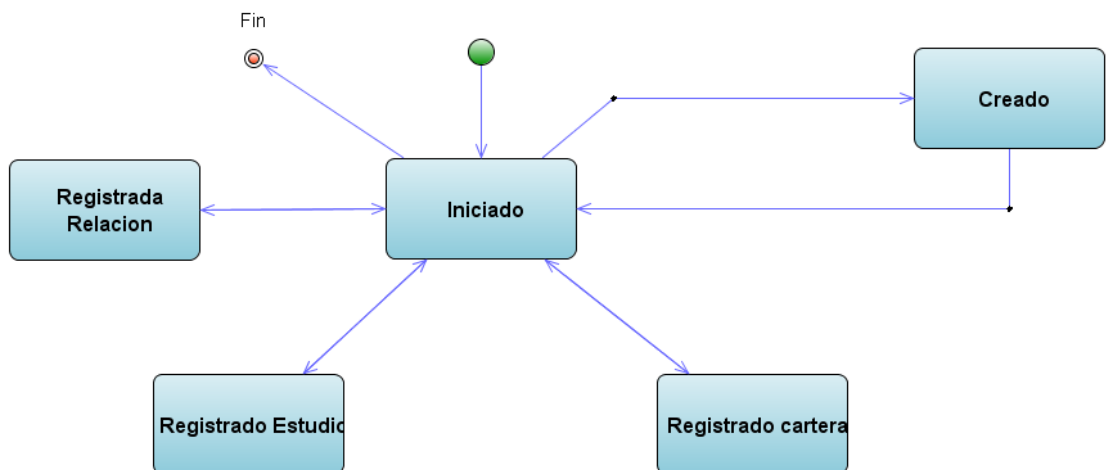 Fin
Creado
Registrada
Relacion
Iniciado
Registrado Estudio
Registrado cartera